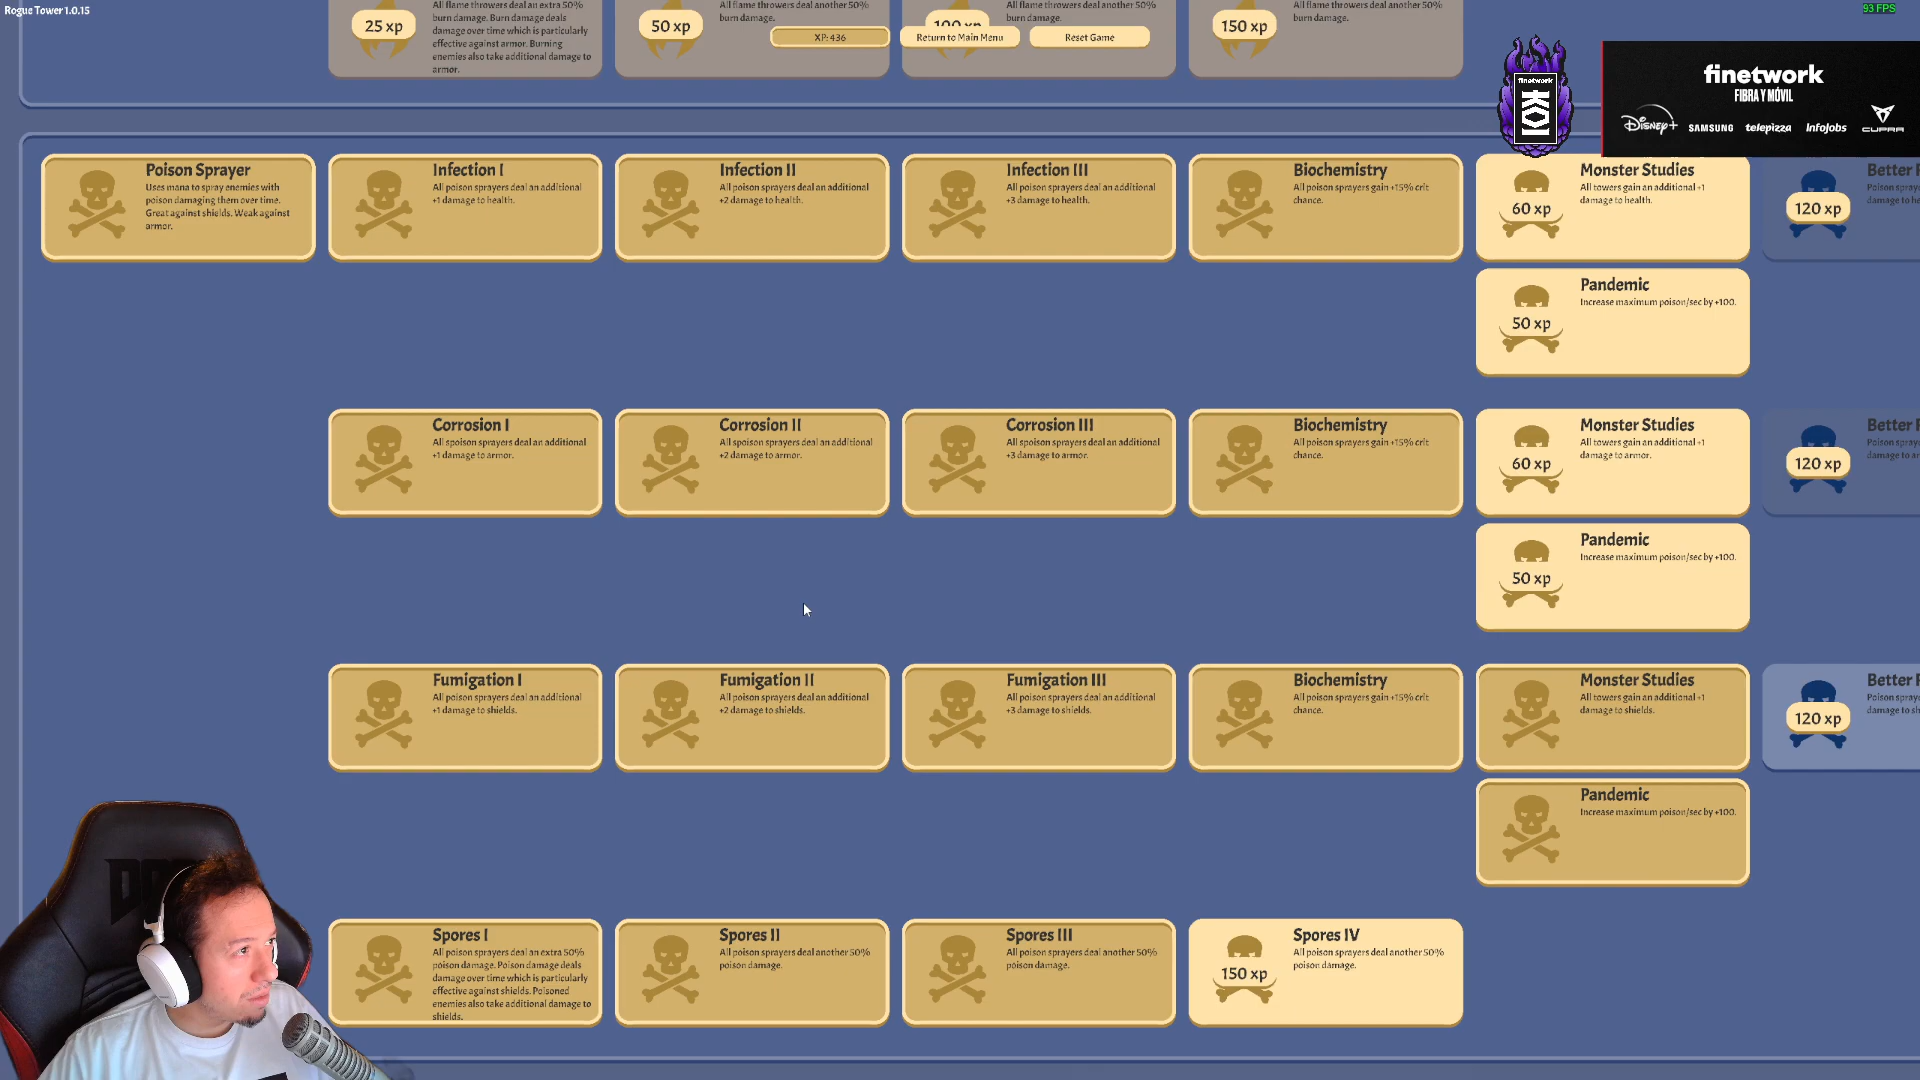 Rogue Tower 1.0.15
93 FPS
25 xp
All flame throwers deal an extra 50%
burn damage. Burn damage deals
damage over time which is particularly
effective against armor. Burning
enemies also take additional damage to
armor.
50 xp
All flame throwers deal another 50%
burn damage.
100 xp
All flame throwers deal another 50%
burn damage.
150 xp
All flame throwers deal another 50%
burn damage.
XP: 436
Return to Main Menu
Reset Game
finetwork
KOI
finetwork
FIBRA Y MÓVIL
Disney+
SAMSUNG
telepizza
InfoJobs
CUPRA
Poison Sprayer
Uses mana to spray enemies with
poison damaging them over time.
Great against shields. Weak against
armor.
Infection I
All poison sprayers deal an additional
+1 damage to health.
Infection II
All poison sprayers deal an additional
+2 damage to health.
Infection III
All poison sprayers deal an additional
+3 damage to health.
Biochemistry
All poison sprayers gain +15% crit
chance.
Monster Studies
All towers gain an additional +1
damage to health.
60 xp
Better
Poison
damage to
120 xp
Pandemic
Increase maximum poison/sec by +100.
50 xp
Corrosion I
All spoison sprayers deal an additional
+1 damage to armor.
Corrosion II
All spoison sprayers deal an additional
+2 damage to armor.
Corrosion III
All spoison sprayers deal an additional
+3 damage to armor.
Biochemistry
All poison sprayers gain +15% crit
chance.
Monster Studies
All towers gain an additional +1
damage to armor.
60 xp
Better
Poison
damage to
120 xp
Pandemic
Increase maximum poison/sec by +100.
50 xp
Fumigation I
All poison sprayers deal an additional
+1 damage to shields.
Fumigation II
All poison sprayers deal an additional
+2 damage to shields.
Fumigation III
All poison sprayers deal an additional
+3 damage to shields.
Biochemistry
All poison sprayers gain +15% crit
chance.
Monster Studies
All towers gain an additional +1
damage to shields.
Better
Poison
damage to
120 xp
Pandemic
Increase maximum poison/sec by +100.
Spores I
All poison sprayers deal an extra 50%
poison damage. Poison damage deals
damage over time which is particularly
effective against shields. Poisoned
enemies also take additional damage to
shields.
Spores II
All poison sprayers deal another 50%
poison damage.
Spores III
All poison sprayers deal another 50%
poison damage.
Spores IV
All poison sprayers deal another 50%
poison damage.
150 xp